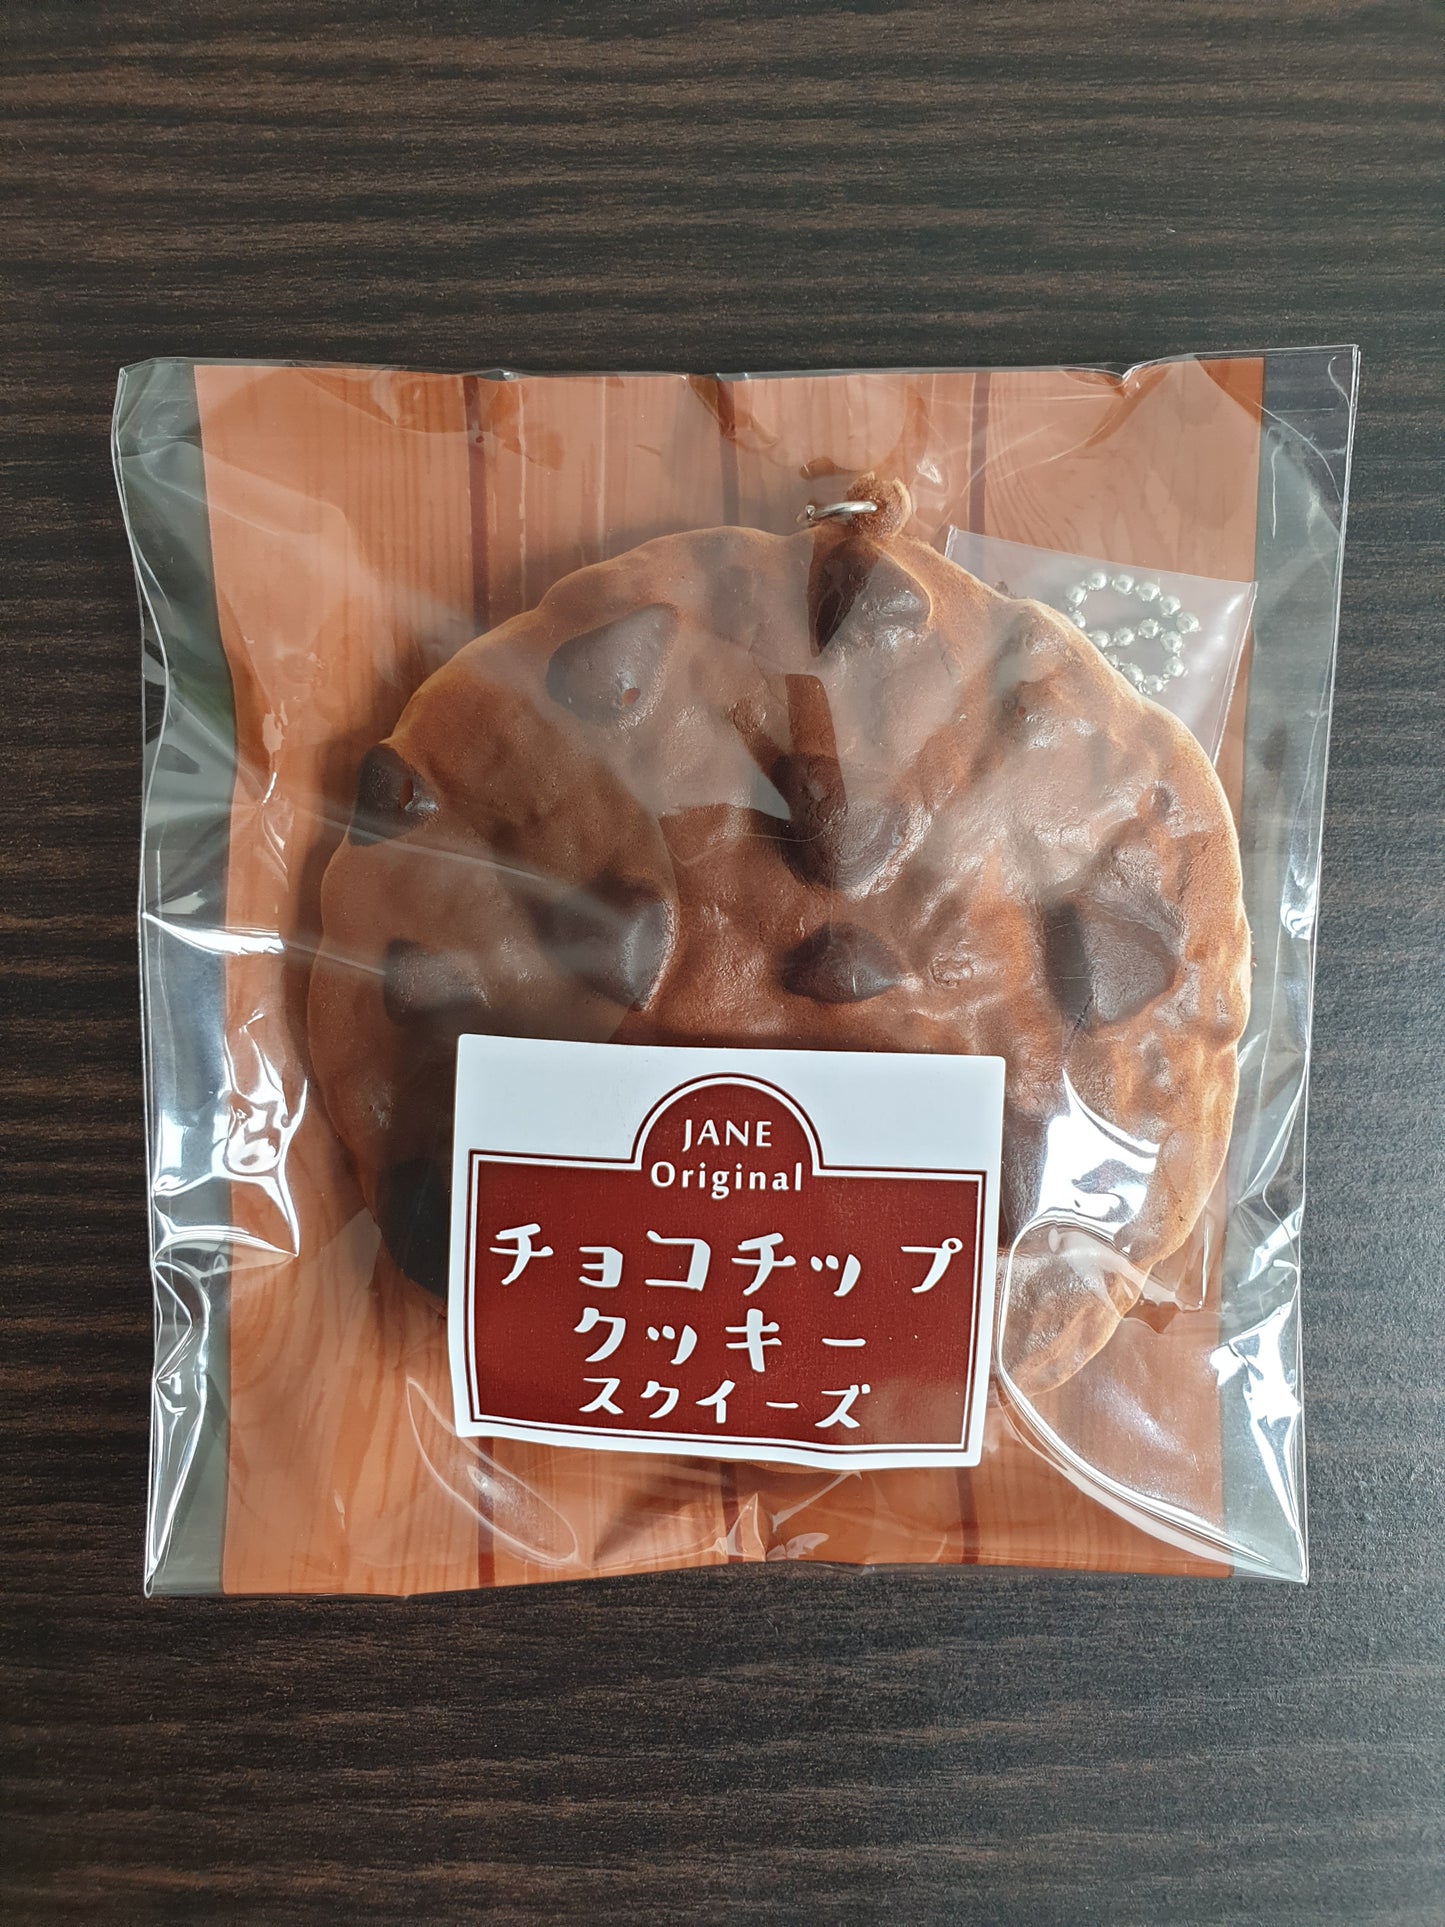 JANE
Original
チョコチップ
クッキー
スクイーズ